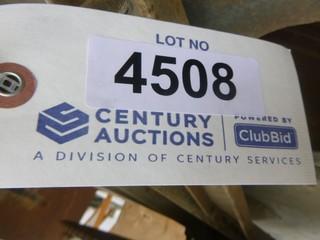 LOT NO
4508
CENTURY
AUCTIONS
POWERED BY
ClubBid
A DIVISION OF CENTURY SERVICES